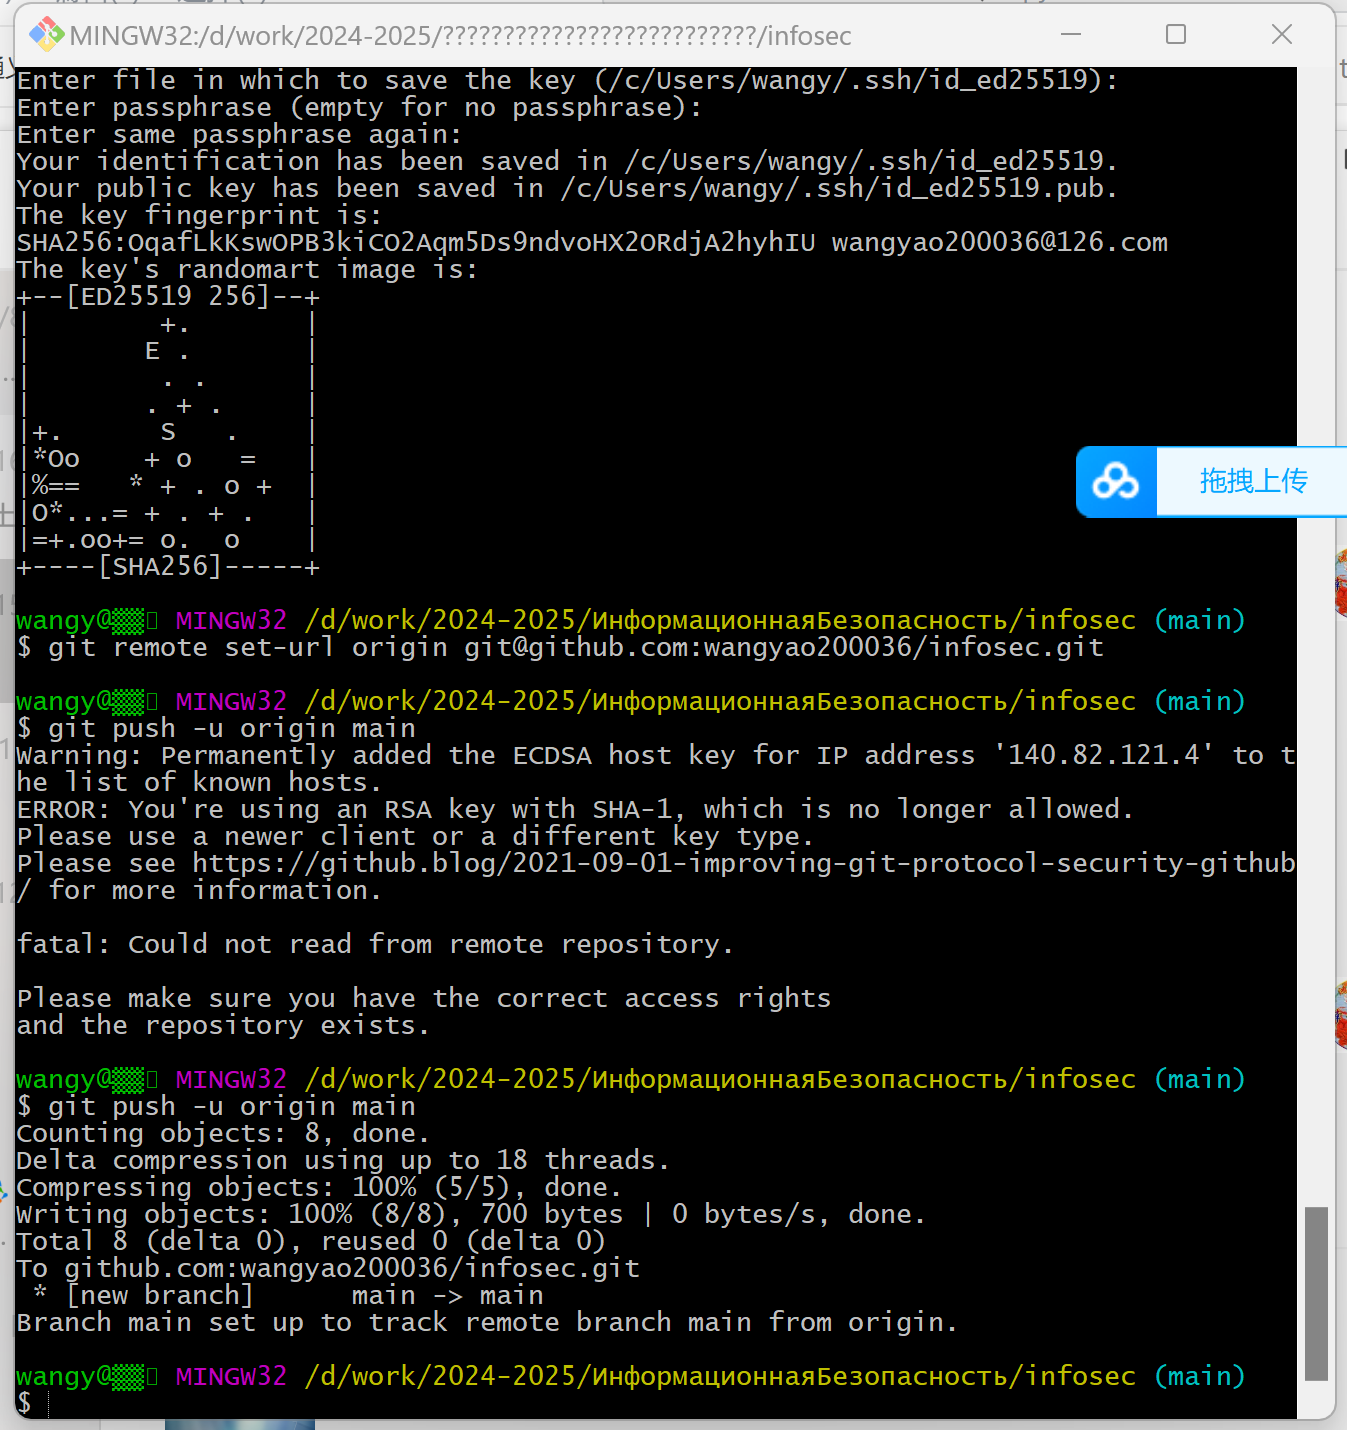 MINGW32:/d/work/2024-2025/??????????????????????????/infosec
Enter file in which to save the key (/c/Users/wangy/.ssh/id_ed25519):
Enter passphrase (empty for no passphrase):
Enter same passphrase again:
Your identification has been saved in /c/Users/wangy/.ssh/id_ed25519.
Your public key has been saved in /c/Users/wangy/.ssh/id_ed25519.pub.
The key fingerprint is:
SHA256:OqafLkKswOPB3kiCO2Aqm5Ds9ndvoHX2ORdjA2hyhIU wangyao200036@126.com
The key's randomart image is:
+--[ED25519 256]--+
|        +.       |
|       E .       |
|        . .      |
|       . + .     |
|+.      S   .    |
|*Oo    + o   =   |
|%==   * + . o +  |
|O*...= + . + .   |
|=+.oo+= o.  o    |
+----[SHA256]-----+
拖拽上传
wangy@ MINGW32 /d/work/2024-2025/ИнформационнаяБезопасность/infosec (main)
$ git remote set-url origin git@github.com:wangyao200036/infosec.git
wangy@ MINGW32 /d/work/2024-2025/ИнформационнаяБезопасность/infosec (main)
$ git push -u origin main
Warning: Permanently added the ECDSA host key for IP address '140.82.121.4' to t
he list of known hosts.
ERROR: You're using an RSA key with SHA-1, which is no longer allowed.
Please use a newer client or a different key type.
Please see https://github.blog/2021-09-01-improving-git-protocol-security-github
/ for more information.
fatal: Could not read from remote repository.
Please make sure you have the correct access rights
and the repository exists.
wangy@ MINGW32 /d/work/2024-2025/ИнформационнаяБезопасность/infosec (main)
$ git push -u origin main
Counting objects: 8, done.
Delta compression using up to 18 threads.
Compressing objects: 100% (5/5), done.
Writing objects: 100% (8/8), 700 bytes | 0 bytes/s, done.
Total 8 (delta 0), reused 0 (delta 0)
To github.com:wangyao200036/infosec.git
 * [new branch]      main -> main
Branch main set up to track remote branch main from origin.
wangy@ MINGW32 /d/work/2024-2025/ИнформационнаяБезопасность/infosec (main)
$